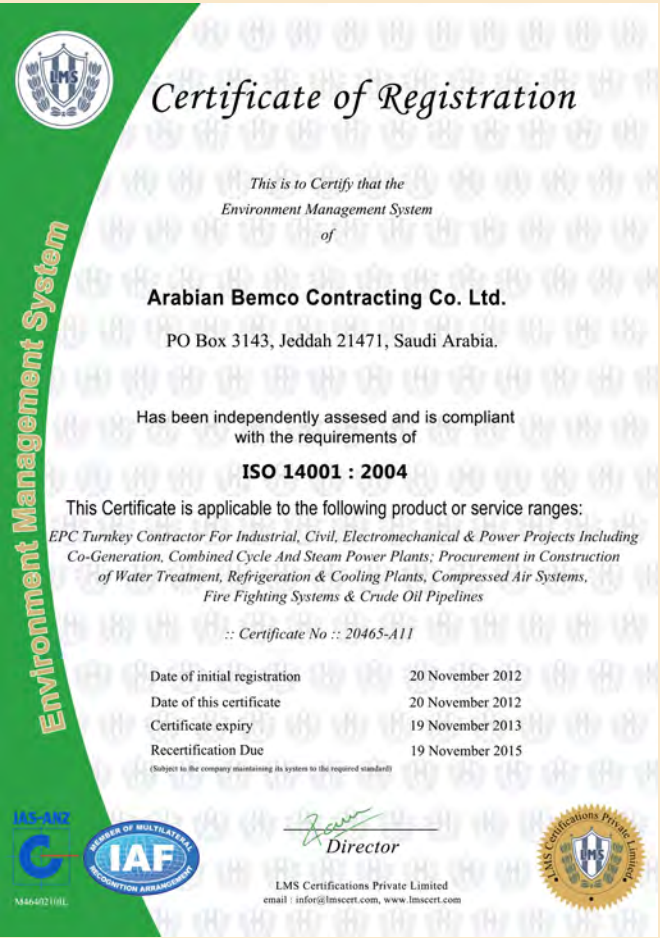 LMS
Certificate of Registration
This is to Certify that the
Environment Management System
of
Arabian Bemco Contracting Co. Ltd.
PO Box 3143, Jeddah 21471, Saudi Arabia.
Has been independently assesed and is compliant
with the requirements of
ISO 14001 : 2004
This Certificate is applicable to the following product or service ranges:
EPC Turnkey Contractor For Industrial, Civil, Electromechanical & Power Projects Including
Co-Generation, Combined Cycle And Steam Power Plants; Procurement in Construction
of Water Treatment, Refrigeration & Cooling Plants, Compressed Air Systems,
Fire Fighting Systems & Crude Oil Pipelines
:: Certificate No :: 20465-A11
Date of initial registration 20 November 2012
Date of this certificate 20 November 2012
Certificate expiry 19 November 2013
Recertification Due 19 November 2015
(Subject to the company maintaining its system to the required standard)
Environment Management System
JAS-ANZ
MEMBER OF MULTILATERAL
IAF
RECOGNITION ARRANGEMENT
Director
LMS Certifications Private Limited
email : infor@lmscert.com, www.lmscert.com
LMS Certifications Private Limited
LMS